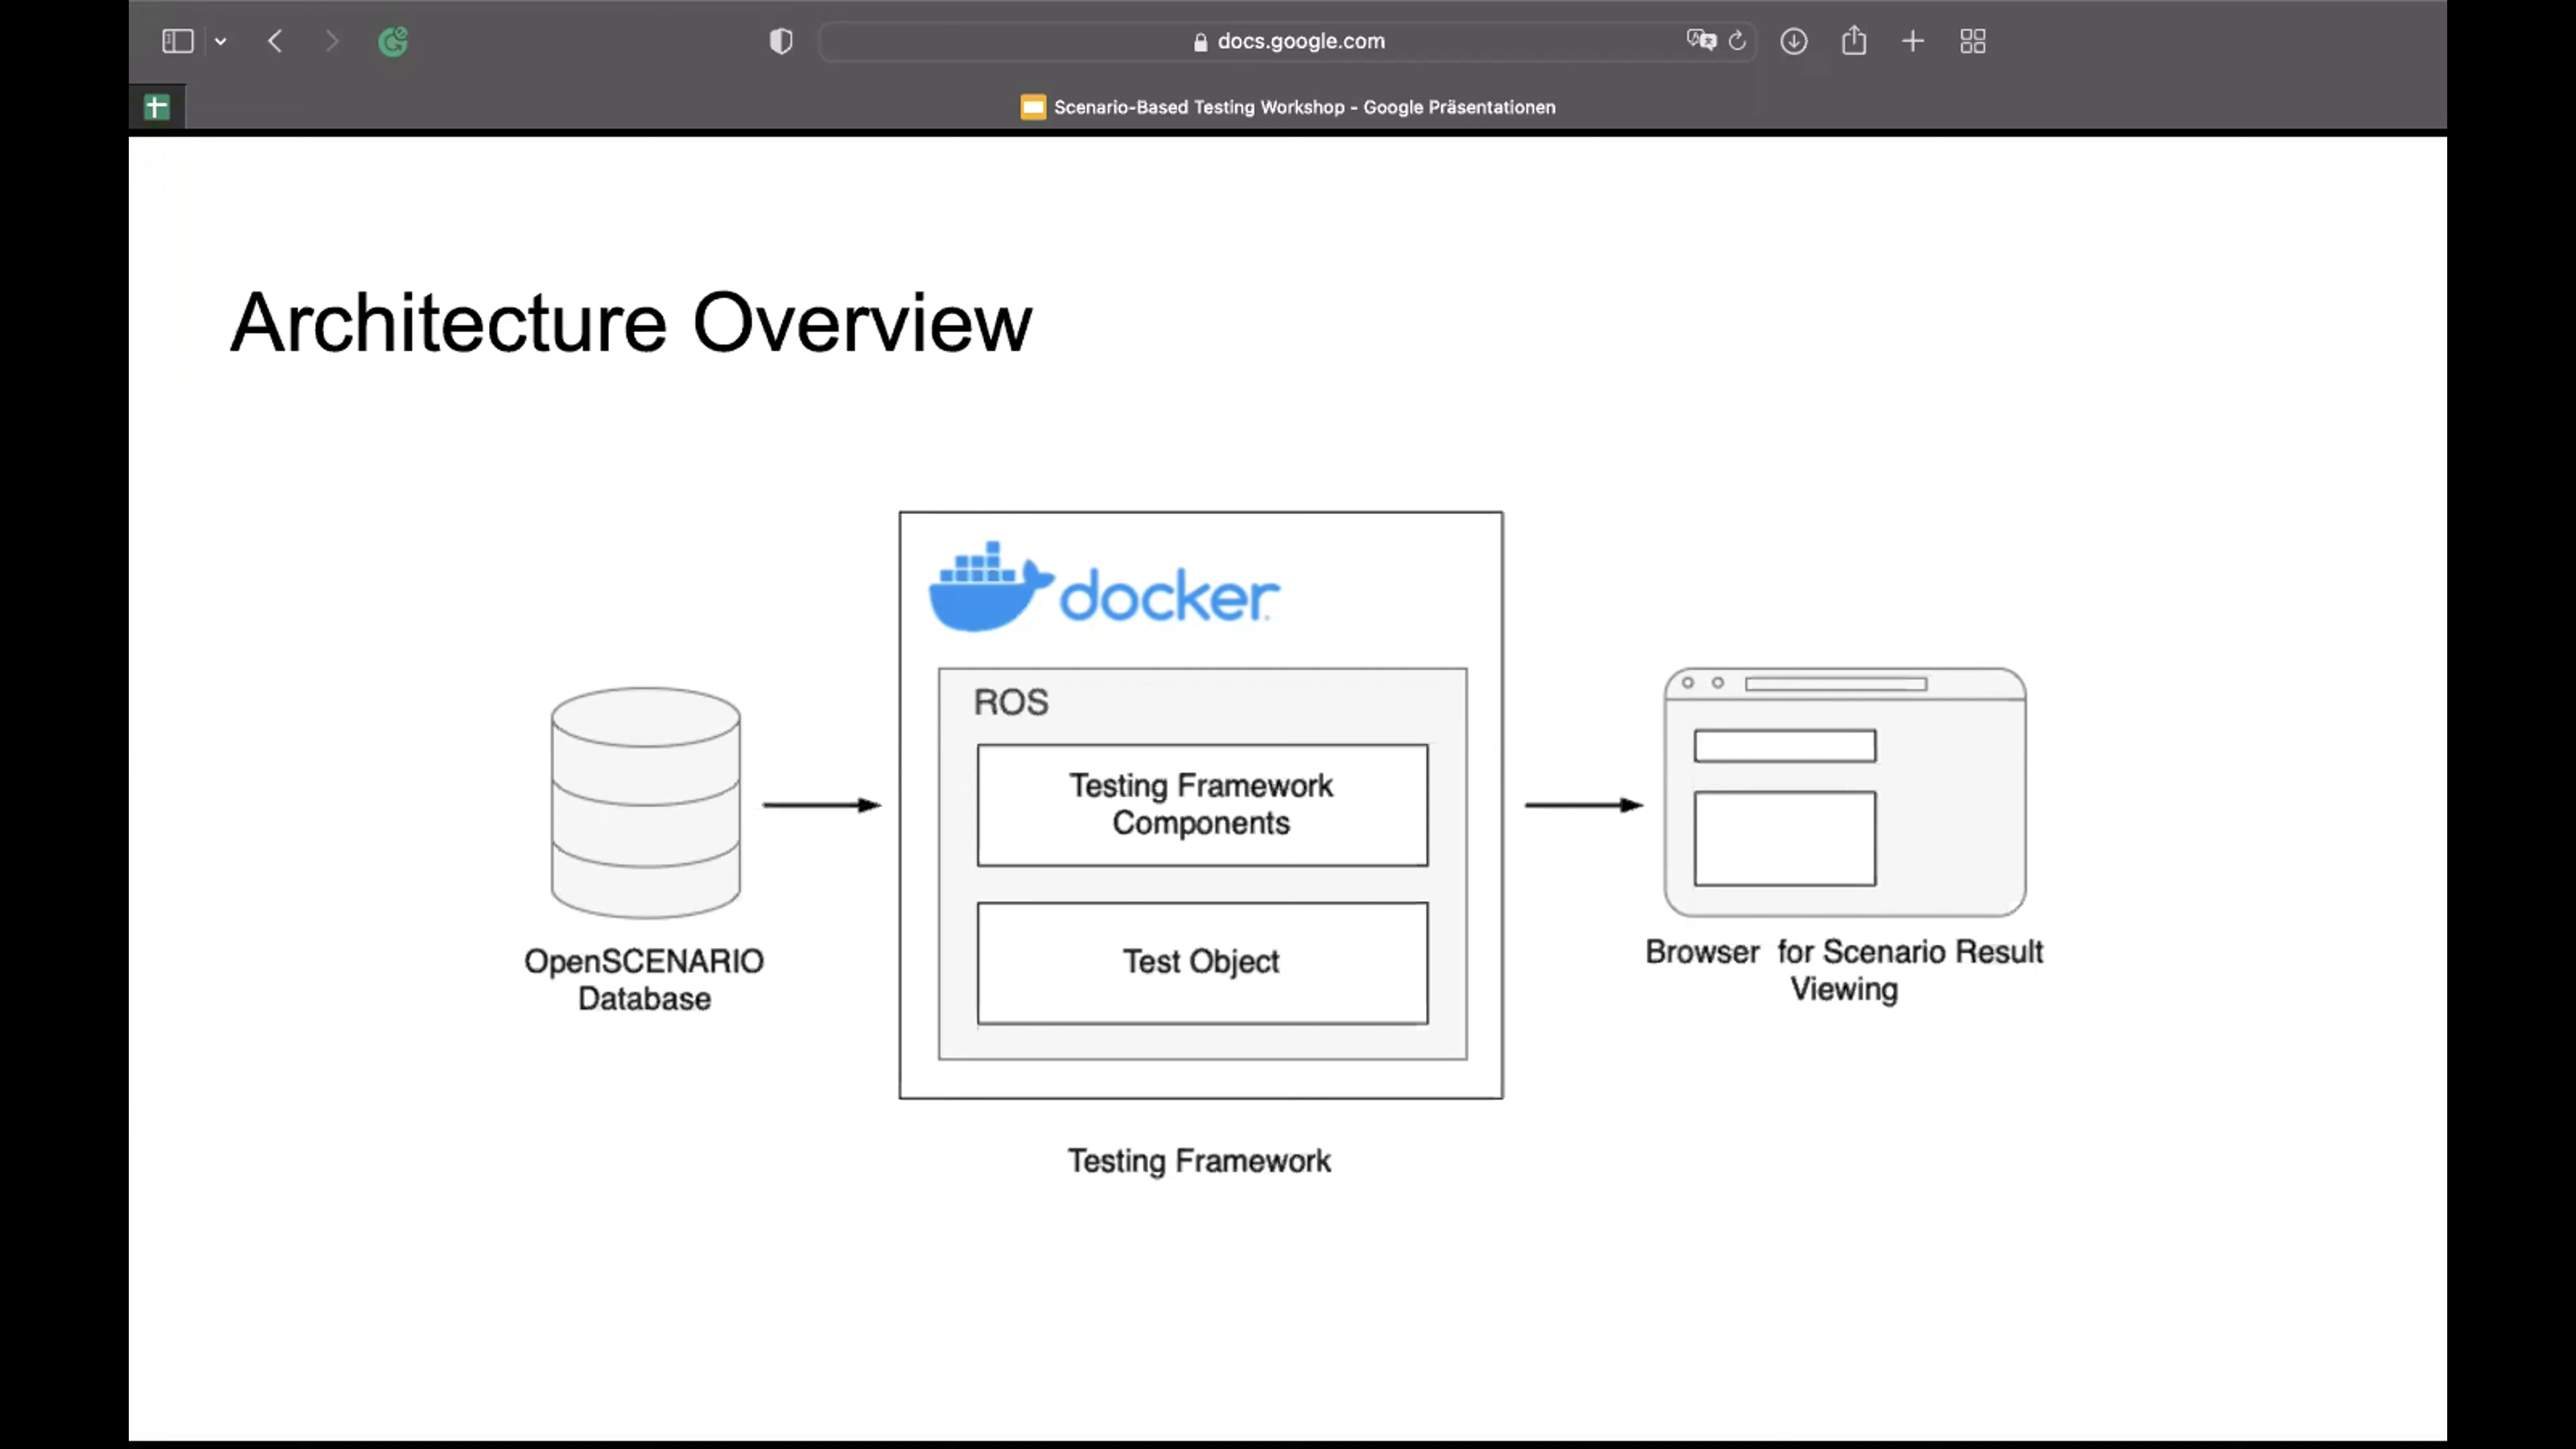 docs.google.com
Scenario-Based Testing Workshop - Google Präsentationen
Architecture Overview
docker
ROS
Testing Framework
Components
Test Object
OpenSCENARIO
Database
Browser for Scenario Result
Viewing
Testing Framework